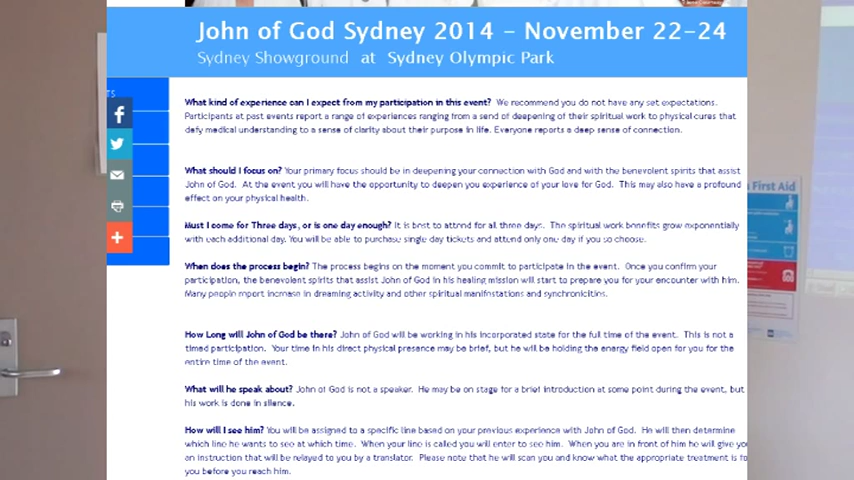 John of God Sydney 2014 - November 22-24
Sydney Showground at Sydney Olympic Park
TS
What kind of experience can I expect from my participation in this event? We recommend you do not have any set expectations.
Participants at past events report a range of experiences ranging from a send of deepening of their spiritual work to physical cures that
defy medical understanding to a sense of clarity about their purpose in life. Everyone reports a deep sense of connection.
What should I focus on? Your primary focus should be in deepening your connection with God and with the benevolent spirits that assist
John of God. At the event you will have the opportunity to deepen you experience of your love for God. This may also have a profound
effect on your physical health.
Must I come for Three days, or is one day enough? It is best to attend for all three days. The spiritual work benefits grow exponentially
with each additional day. You will be able to purchase single day tickets and attend only one day if you so choose.
When does the process begin? The process begins on the moment you commit to participate in the event. Once you confirm your
participation, the benevolent spirits that assist John of God in his healing mission will start to prepare you for your encounter with him.
Many people report increase in dreaming activity and other spiritual manifestations and synchronicities.
How Long will John of God be there? John of God will be working in his incorporated state for the full time of the event. This is not a
timed participation. Your time in his direct physical presence may be brief, but he will be holding the energy field open for you for the
entire time of the event.
What will he speak about? John of God is not a speaker. He may be on stage for a brief introduction at some point during the event, but
his work is done in silence.
How will I see him? You will be assigned to a specific line based on your previous experience with John of God. He will then determine
which line he wants to see at which time. When your line is called you will enter to see him. When you are in front of him he will give you
an instruction that will be relayed to you by a translator. Please note that he will scan you and know what the appropriate treatment is fo
you before you reach him.
First Aid